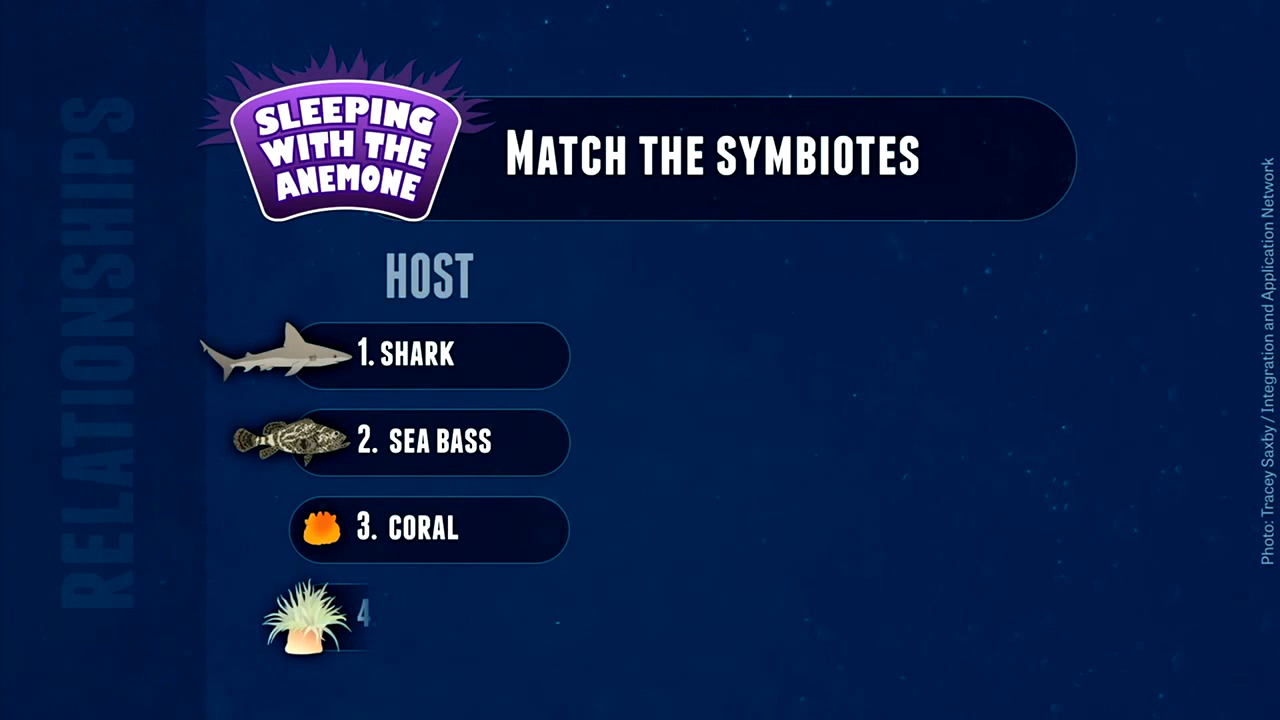 RELATIONSHIPS
SLEEPING
WITH THE
ANEMONE
MATCH THE SYMBIOTES
HOST
1. SHARK
2. SEA BASS
3. CORAL
4
Photo: Tracey Saxby / Integration and Application Network